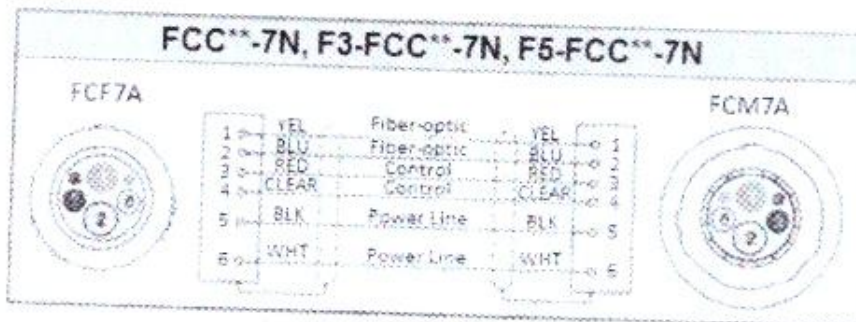 FCC**-7N, F3-FCC**-7N, F5-FCC**-7N
FCF7A
FCM7A
1 YEL Fiber-optic YEL 1
2 BLU Fiber-optic BLU 2
3 RED Control RED 3
4 CLEAR Control CLEAR 4
5 BLK Power Line BLK 5
6 WHT Power Line WHT 6
2
2